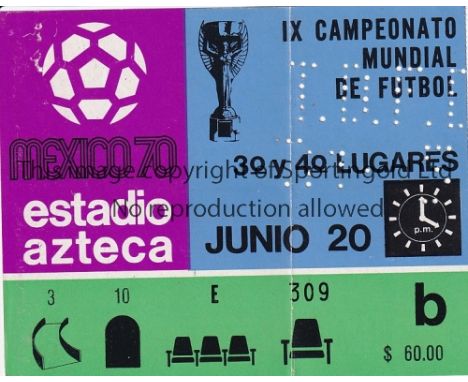 IX CAMPEONATO
MUNDIAL
DE FUTBOL
MEXICO 70
3o y 4o LUGARES
This image copyright of Sportingold Ltd
No reproduction allowed
estadio
azteca
JUNIO 20
p.m.
3
10
E
309
b
$ 60.00